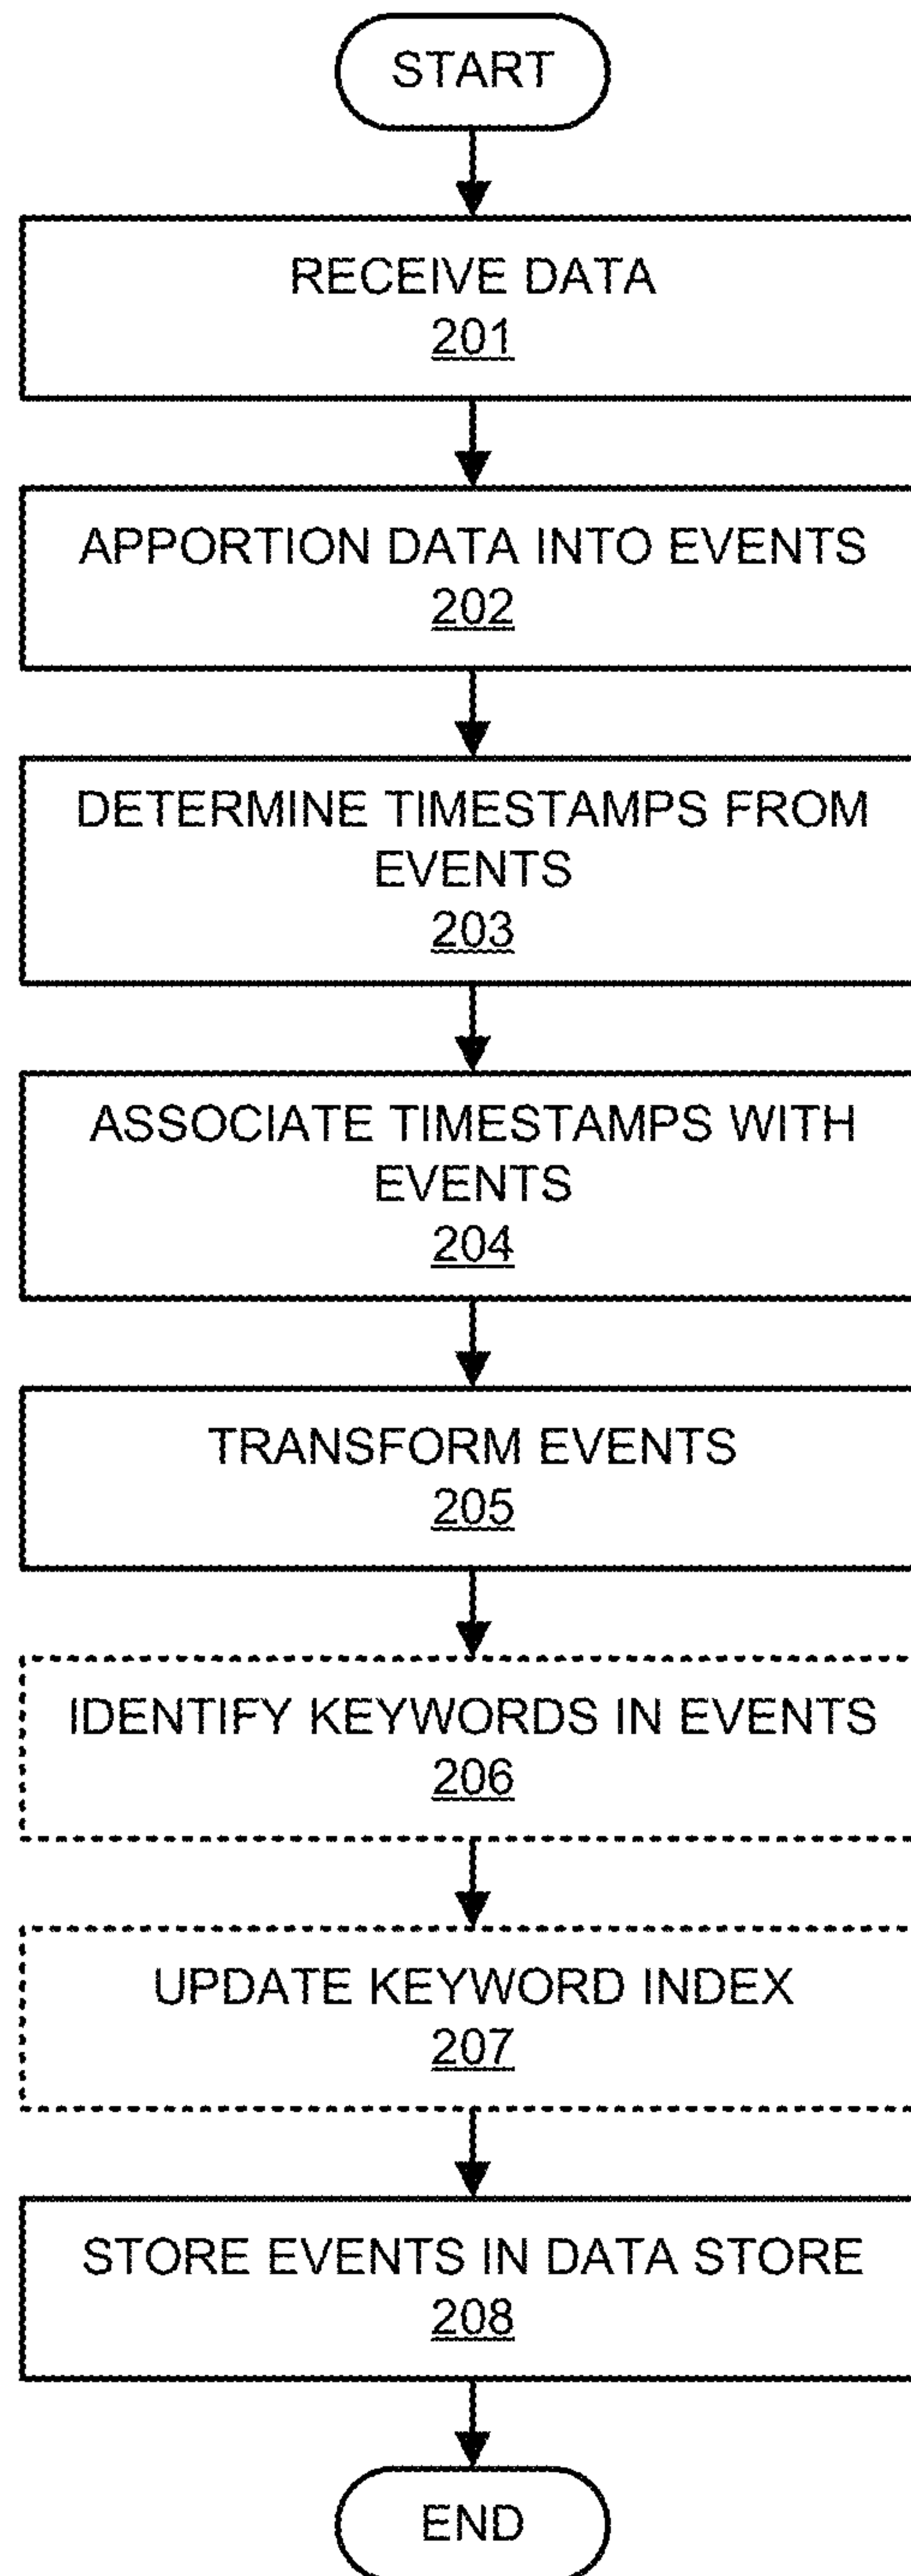 START
RECEIVE DATA
201
APPORTION DATA INTO EVENTS
202
DETERMINE TIMESTAMPS FROM
EVENTS
203
ASSOCIATE TIMESTAMPS WITH
EVENTS
204
TRANSFORM EVENTS
205
IDENTIFY KEYWORDS IN EVENTS
206
UPDATE KEYWORD INDEX
207
STORE EVENTS IN DATA STORE
208
END